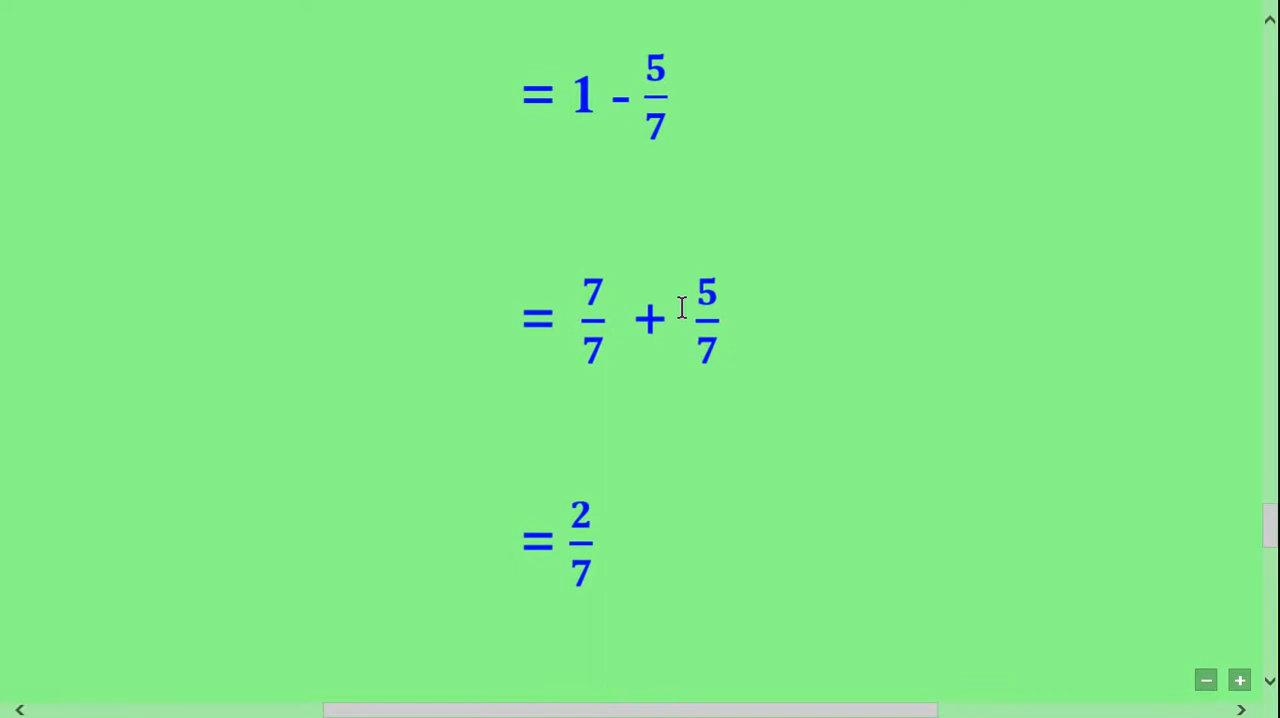 = 1 - 5/7
= 7/7 + 5/7
= 2/7